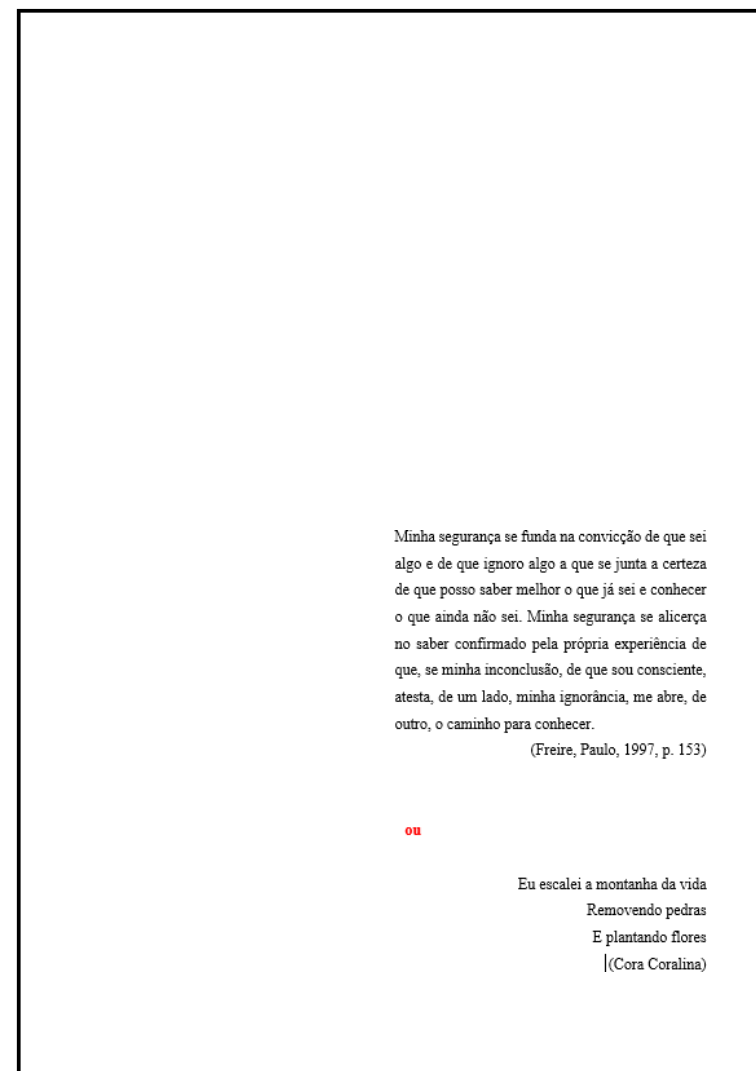 Minha segurança se funda na convicção de que sei
algo e de que ignoro algo a que se junta a certeza
de que posso saber melhor o que já sei e conhecer
o que ainda não sei. Minha segurança se alicerça
no saber confirmado pela própria experiência de
que, se minha inconclusão, de que sou consciente,
atesta, de um lado, minha ignorância, me abre, de
outro, o caminho para conhecer.
(Freire, Paulo, 1997, p. 153)
ou
Eu escalei a montanha da vida
Removendo pedras
E plantando flores
(Cora Coralina)